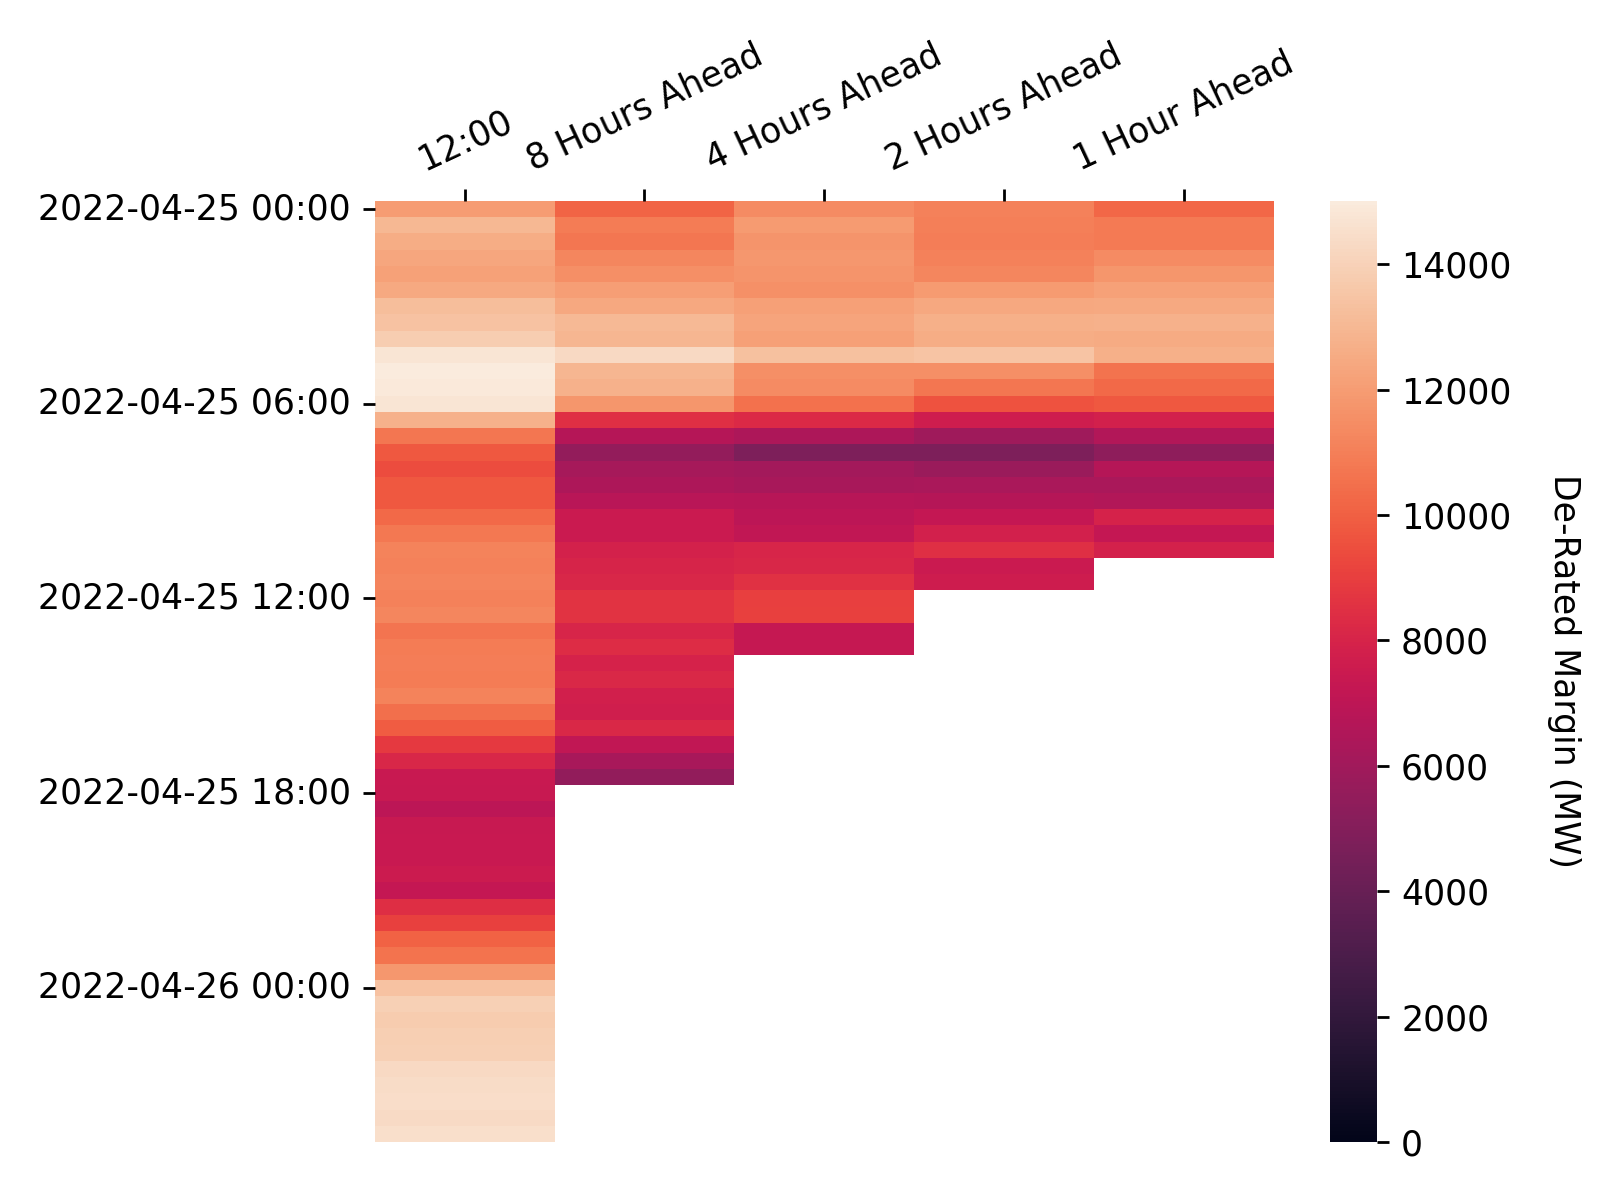 12:00
8 Hours Ahead
4 Hours Ahead
2 Hours Ahead
1 Hour Ahead
2022-04-25 00:00
2022-04-25 06:00
2022-04-25 12:00
2022-04-25 18:00
2022-04-26 00:00
14000
12000
10000
8000
6000
4000
2000
0
De-Rated Margin (MW)